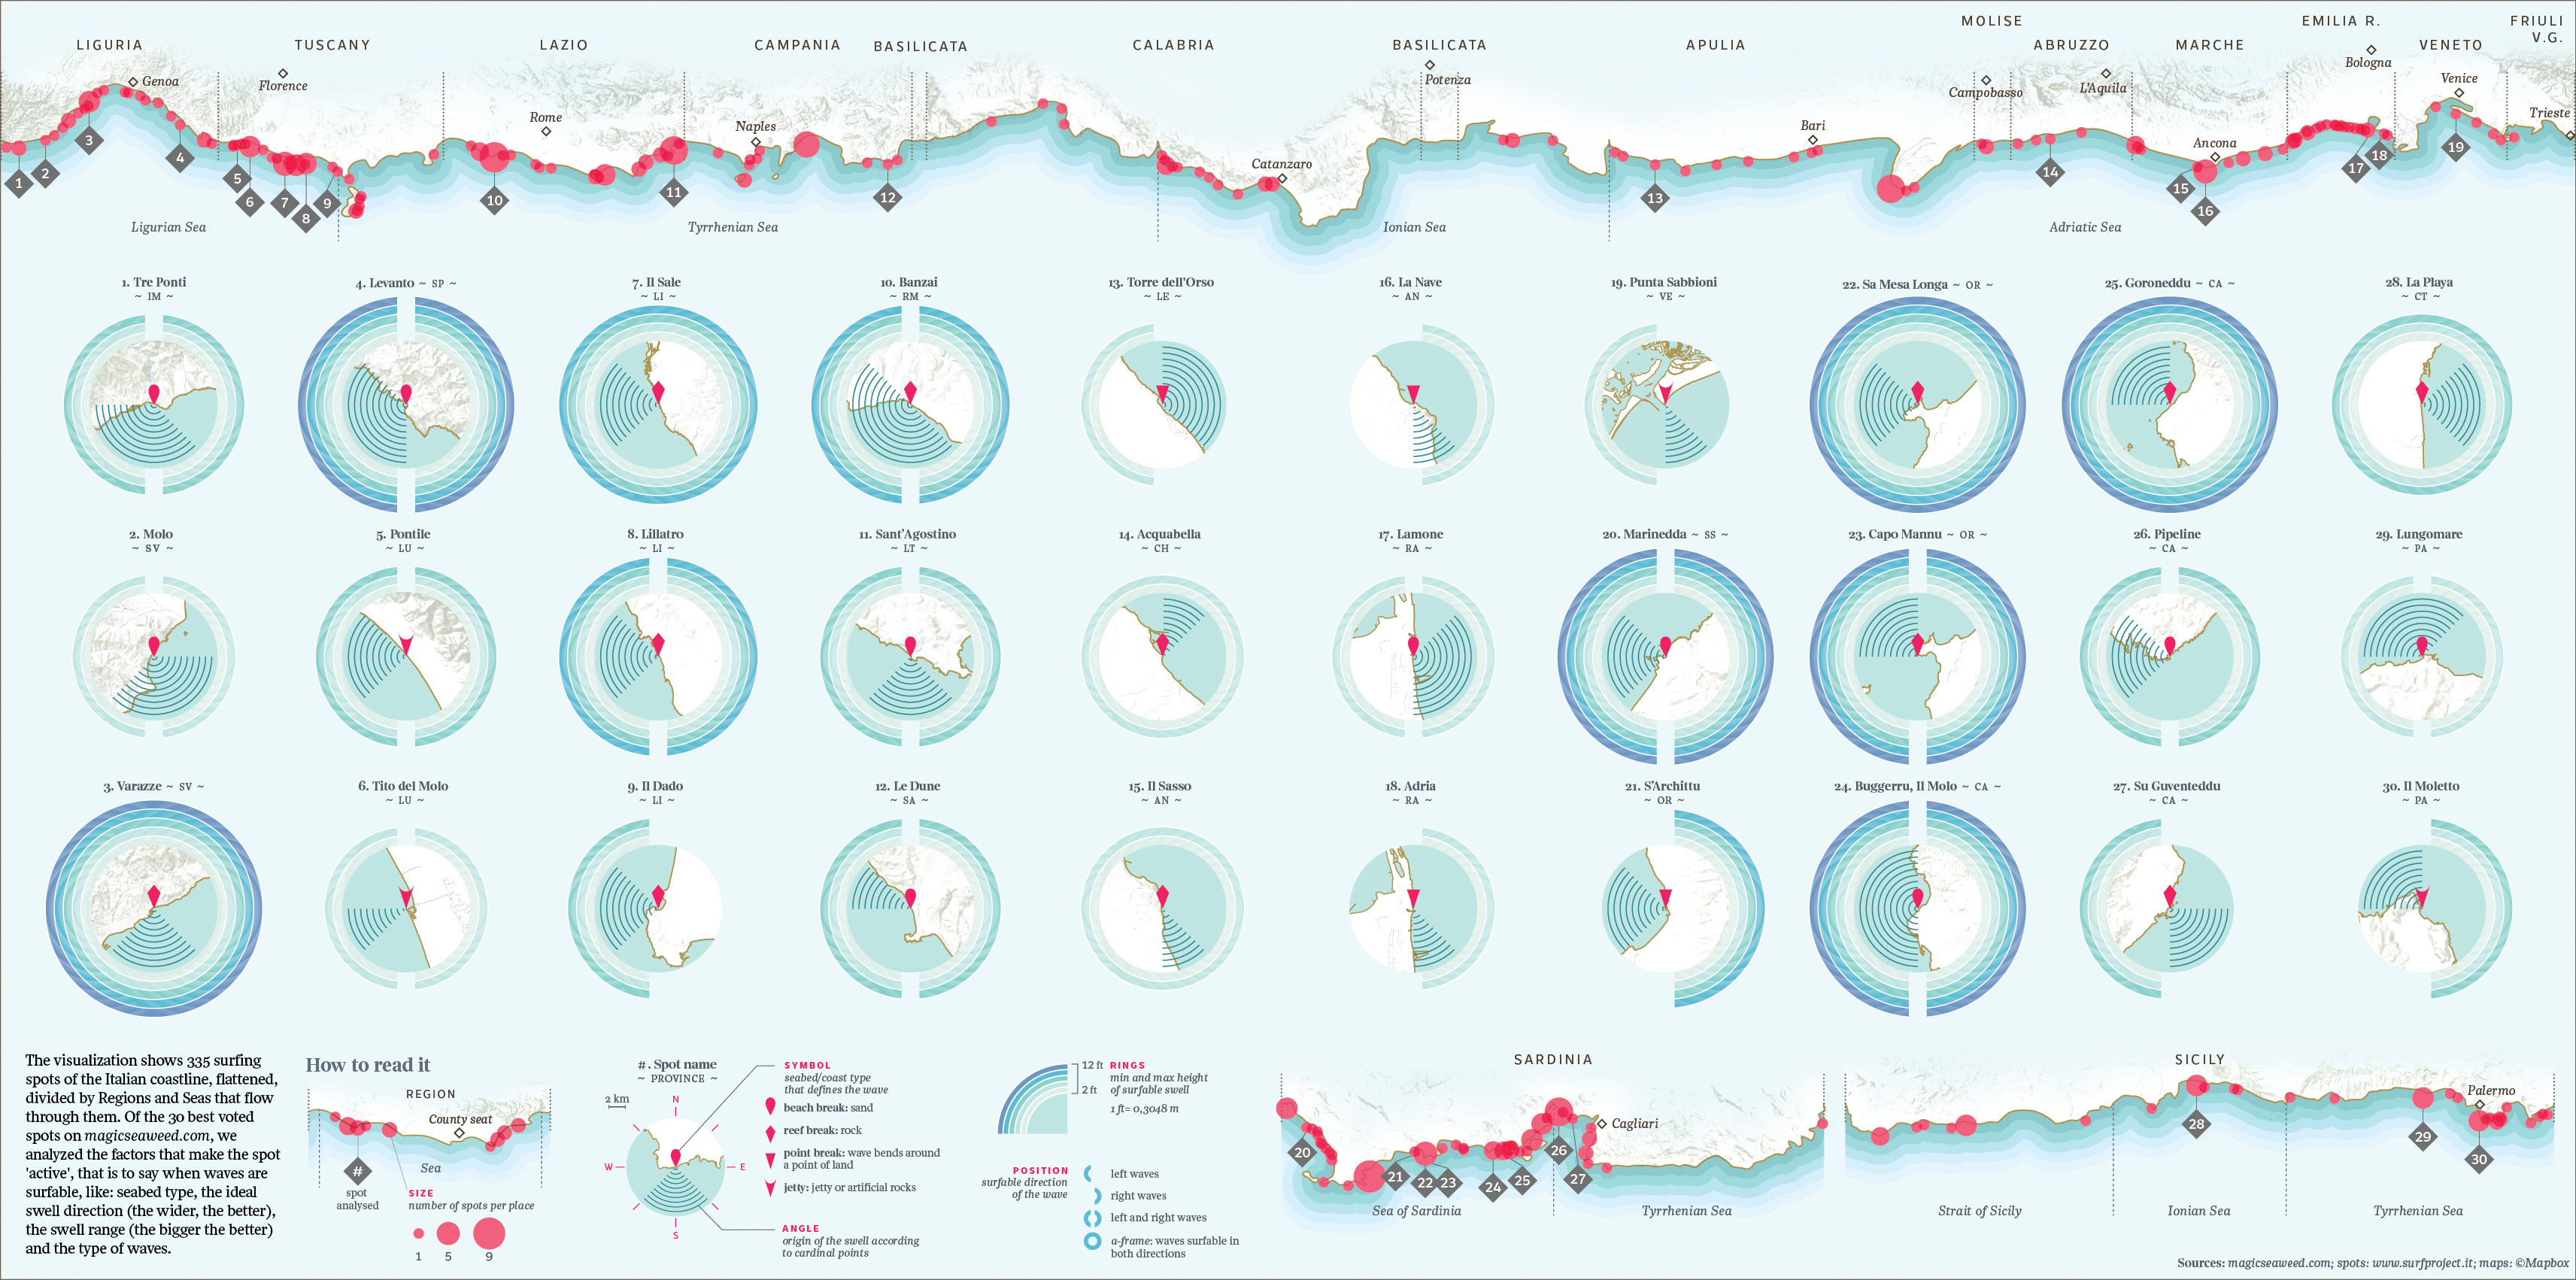 LIGURIA
TUSCANY
LAZIO
CAMPANIA
BASILICATA
CALABRIA
BASILICATA
APULIA
MOLISE
ABRUZZO
MARCHE
EMILIA R.
VENETO
FRIULI
V.G.
Genoa
Florence
Rome
Naples
Catanzaro
Potenza
Bari
Campobasso
L'Aquila
Ancona
Bologna
Venice
Trieste
1
2
3
4
5
6
7
8
9
10
11
12
13
14
15
16
17
18
19
Ligurian Sea
Tyrrhenian Sea
Ionian Sea
Adriatic Sea
1. Tre Ponti
~ IM ~
4. Levanto ~ SP ~
7. Il Sale
~ LI ~
10. Banzai
~ RM ~
13. Torre dell'Orso
~ LE ~
16. La Nave
~ AN ~
19. Punta Sabbioni
~ VE ~
22. Sa Mesa Longa ~ OR ~
25. Goroneddu ~ CA ~
28. La Playa
~ CT ~
2. Molo
~ SV ~
5. Pontile
~ LU ~
8. Lillatro
~ LI ~
11. Sant'Agostino
~ LT ~
14. Acquabella
~ CH ~
17. Lamone
~ RA ~
20. Marinedda ~ SS ~
23. Capo Mannu ~ OR ~
26. Pipeline
~ CA ~
29. Lungomare
~ PA ~
3. Varazze ~ SV ~
6. Tito del Molo
~ LU ~
9. Il Dado
~ LI ~
12. Le Dune
~ SA ~
15. Il Sasso
~ AN ~
18. Adria
~ RA ~
21. S'Archittu
~ OR ~
24. Buggerru, Il Molo ~ CA ~
27. Su Guventeddu
~ CA ~
30. Il Moletto
~ PA ~
The visualization shows 335 surfing
spots of the Italian coastline, flattened,
divided by Regions and Seas that flow
through them. Of the 30 best voted
spots on magicseaweed.com, we
analyzed the factors that make the spot
'active', that is to say when waves are
surfable, like: seabed type, the ideal
swell direction (the wider, the better),
the swell range (the bigger the better)
and the type of waves.
How to read it
REGION
County seat
Sea
#
spot
analysed
SIZE
number of spots per place
1
5
9
#. Spot name
~ PROVINCE ~
2 km
N
W
E
S
SYMBOL
seabed/coast type
that defines the wave
beach break: sand
reef break: rock
point break: wave bends around
a point of land
jetty: jetty or artificial rocks
ANGLE
origin of the swell according
to cardinal points
12 ft
2 ft
RINGS
min and max height
of surfable swell
1 ft= 0,3048 m
POSITION
surfable direction
of the wave
left waves
right waves
left and right waves
a-frame: waves surfable in
both directions
SARDINIA
Cagliari
20
21
22
23
24
25
26
27
Sea of Sardinia
Tyrrhenian Sea
SICILY
Palermo
28
29
30
Strait of Sicily
Ionian Sea
Tyrrhenian Sea
Sources: magicseaweed.com; spots: www.surfproject.it; maps: ©Mapbox